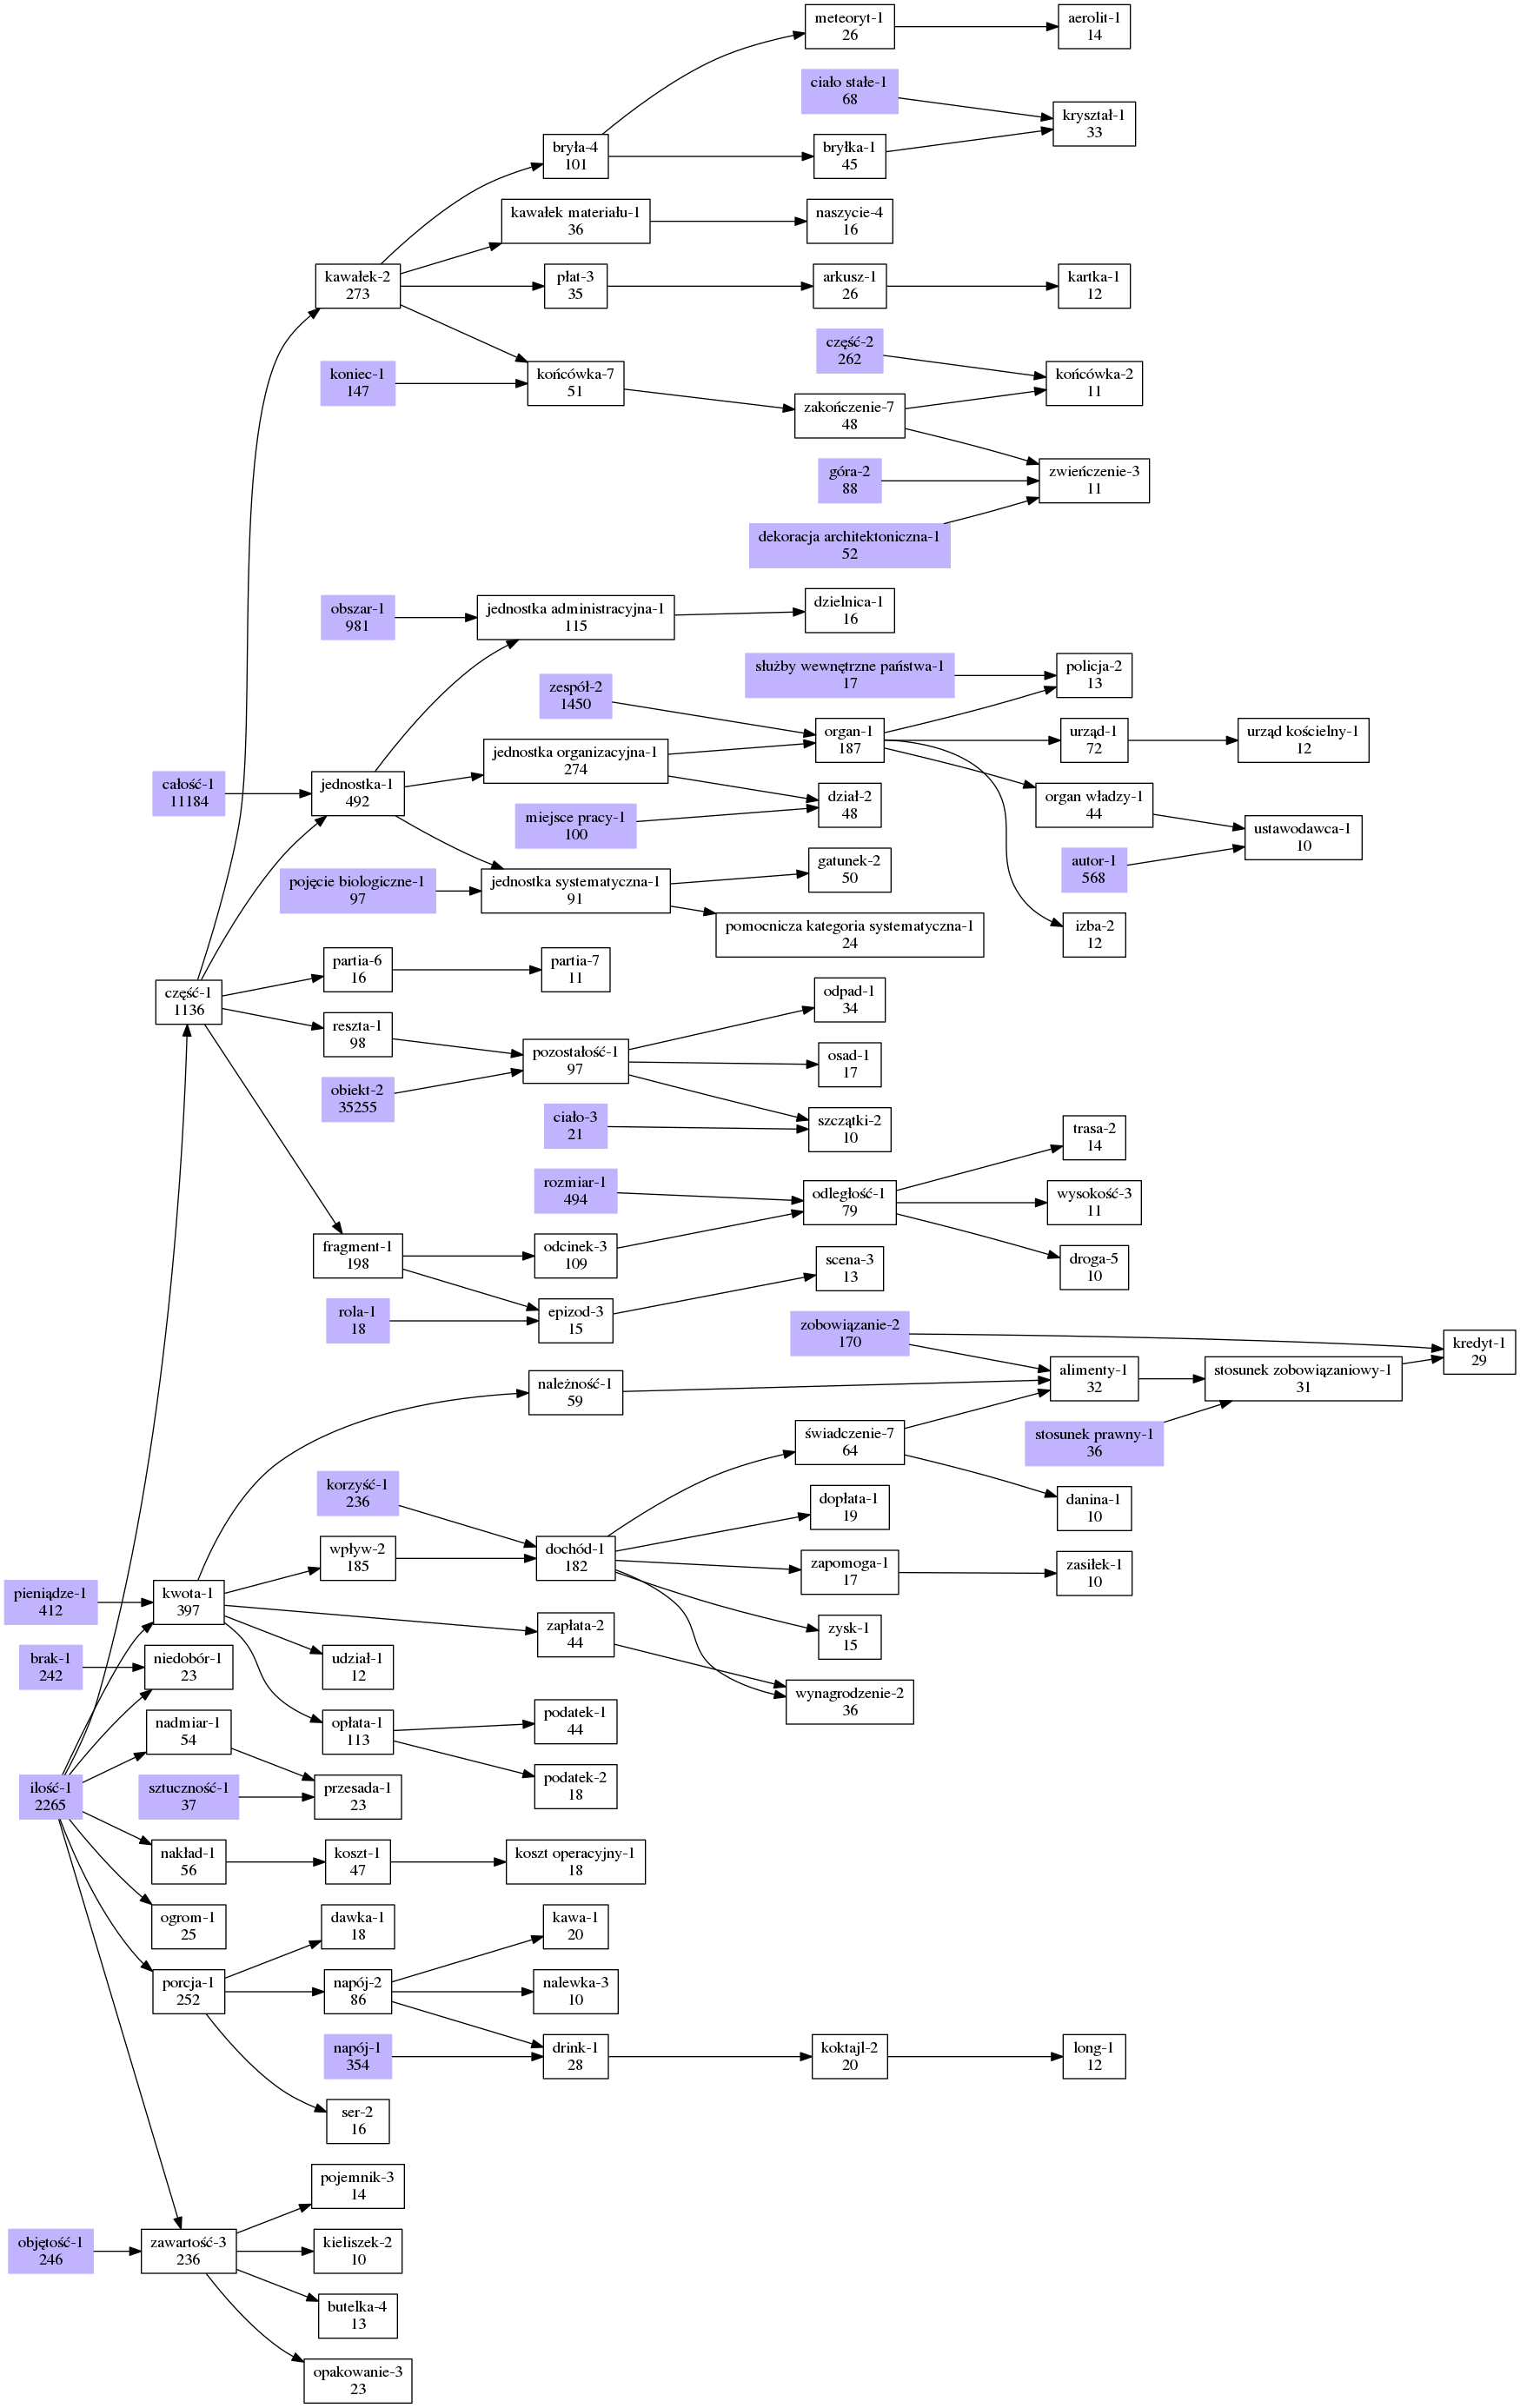 meteoryt-1
26
aerolit-1
14
ciało stałe-1
68
kryształ-1
33
bryła-4
101
bryłka-1
45
kawałek materiału-1
36
naszycie-4
16
kawałek-2
273
płat-3
35
arkusz-1
26
kartka-1
12
część-2
262
koniec-1
147
końcówka-7
51
końcówka-2
11
zakończenie-7
48
góra-2
88
zwieńczenie-3
11
dekoracja architektoniczna-1
52
obszar-1
981
jednostka administracyjna-1
115
dzielnica-1
16
służby wewnętrzne państwa-1
17
policja-2
13
zespół-2
1450
organ-1
187
urząd-1
72
urząd kościelny-1
12
jednostka organizacyjna-1
274
całość-1
11184
jednostka-1
492
dział-2
48
organ władzy-1
44
miejsce pracy-1
100
ustawodawca-1
10
autor-1
568
pojęcie biologiczne-1
97
jednostka systematyczna-1
91
gatunek-2
50
pomocnicza kategoria systematyczna-1
24
izba-2
12
partia-6
16
partia-7
11
część-1
1136
odpad-1
34
reszta-1
98
pozostałość-1
97
osad-1
17
obiekt-2
35255
ciało-3
21
szczątki-2
10
trasa-2
14
rozmiar-1
494
odległość-1
79
wysokość-3
11
fragment-1
198
odcinek-3
109
scena-3
13
droga-5
10
rola-1
18
epizod-3
15
zobowiązanie-2
170
kredyt-1
29
należność-1
59
alimenty-1
32
stosunek zobowiązaniowy-1
31
świadczenie-7
64
stosunek prawny-1
36
korzyść-1
236
dopłata-1
19
danina-1
10
wpływ-2
185
dochód-1
182
zapomoga-1
17
zasiłek-1
10
pieniądze-1
412
kwota-1
397
zapłata-2
44
zysk-1
15
brak-1
242
niedobór-1
23
udział-1
12
wynagrodzenie-2
36
nadmiar-1
54
opłata-1
113
podatek-1
44
podatek-2
18
ilość-1
2265
sztuczność-1
37
przesada-1
23
nakład-1
56
koszt-1
47
koszt operacyjny-1
18
ogrom-1
25
dawka-1
18
kawa-1
20
porcja-1
252
napój-2
86
nalewka-3
10
napój-1
354
drink-1
28
koktajl-2
20
long-1
12
ser-2
16
pojemnik-3
14
objętość-1
246
zawartość-3
236
kieliszek-2
10
butelka-4
13
opakowanie-3
23